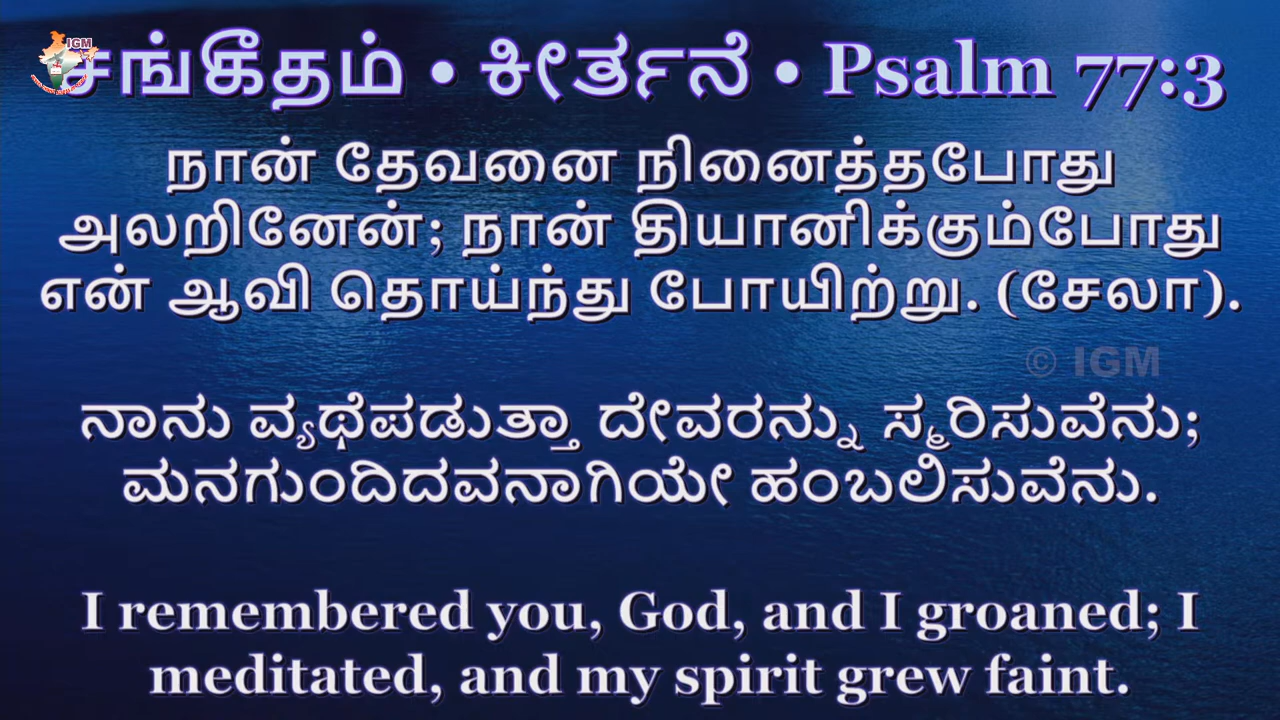 IGM
சங்கீதம் • ಕೀರ್ತನೆ • Psalm 77:3
நான் தேவனை நினைத்தபோது
அலறினேன்; நான் தியானிக்கும்போது
என் ஆவி தொய்ந்து போயிற்று. (சேலா).
© IGM
ನಾನು ವ್ಯಥೆಪಡುತ್ತಾ ದೇವರನ್ನು ಸ್ಮರಿಸುವೆನು;
ಮನಗುಂದಿದವನಾಗಿಯೇ ಹಂಬಲಿಸುವೆನು.
I remembered you, God, and I groaned; I
meditated, and my spirit grew faint.